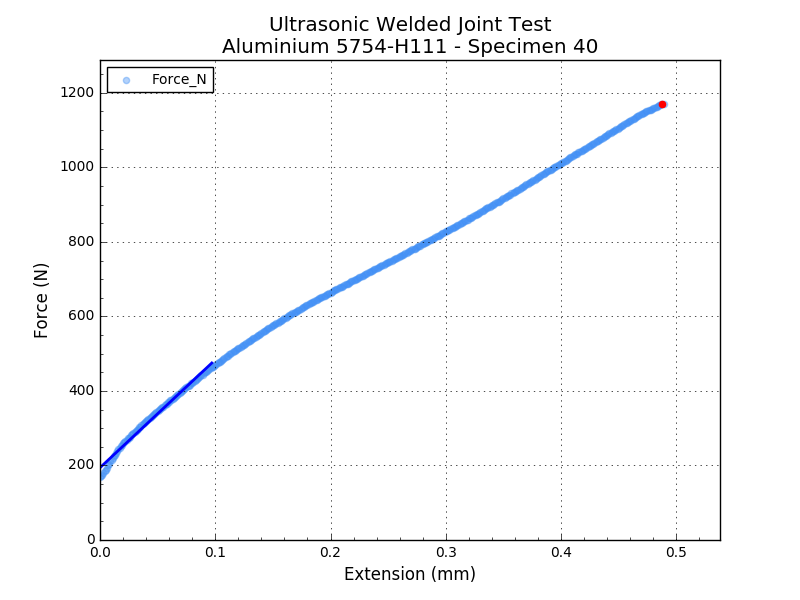 Ultrasonic Welded Joint Test
Aluminium 5754-H111 - Specimen 40
Force_N
1200
1000
800
600
400
200
0
Force (N)
0.0 0.1 0.2 0.3 0.4 0.5
Extension (mm)